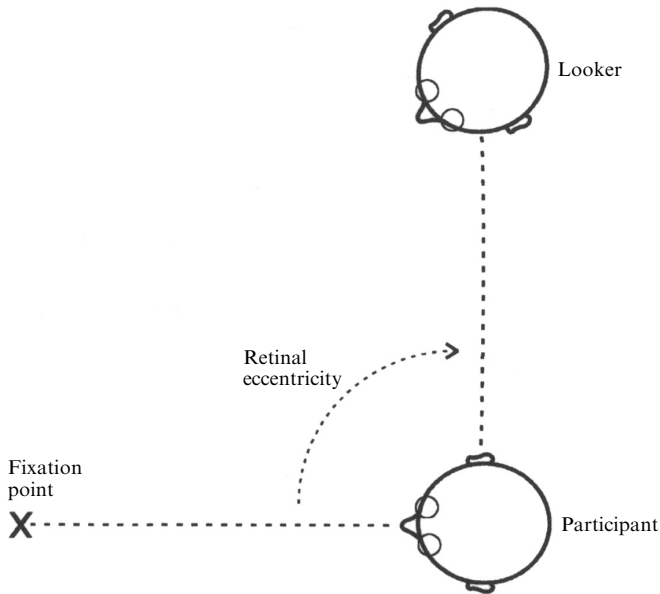 Looker
Retinal
eccentricity
Fixation
point
X
Participant